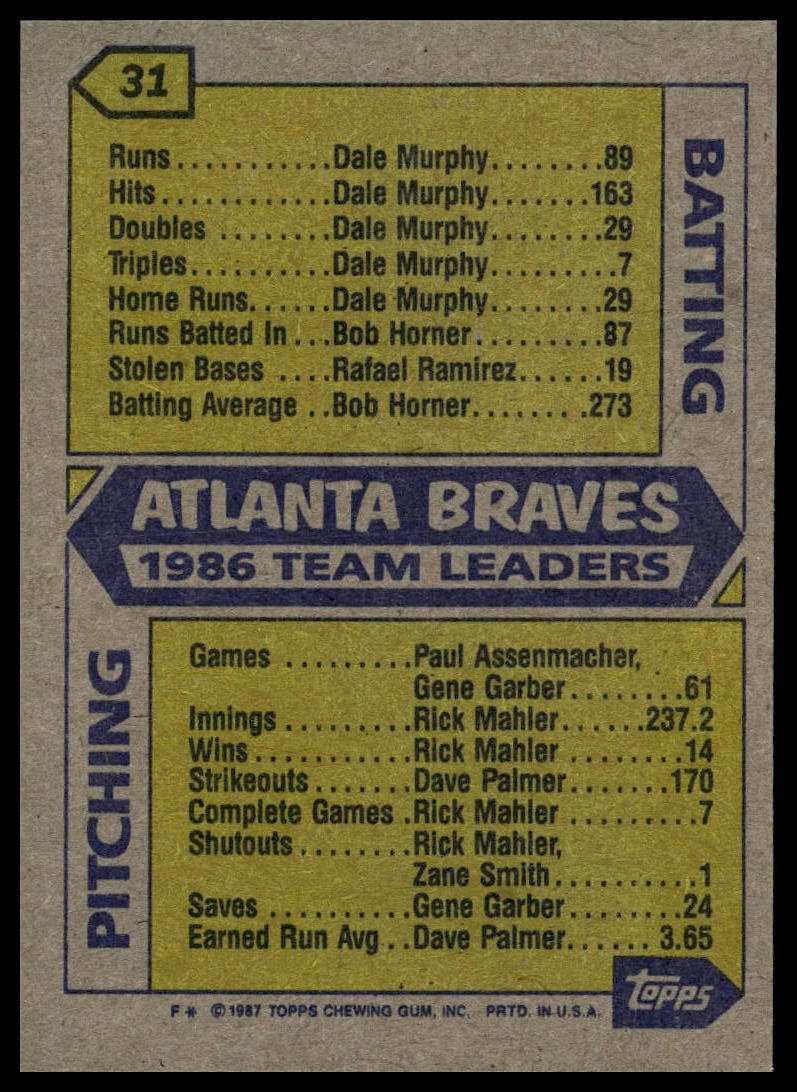 31
BATTING
Runs...........Dale Murphy........89
Hits............Dale Murphy.......163
Doubles .......Dale Murphy.......29
Triples..........Dale Murphy.........7
Home Runs......Dale Murphy.......29
Runs Batted In...Bob Horner.........87
Stolen Bases ....Rafael Ramirez......19
Batting Average ..Bob Horner........273
ATLANTA BRAVES
1986 TEAM LEADERS
PITCHING
Games .........Paul Assenmacher,
Gene Garber........61
Innings .........Rick Mahler......237.2
Wins...........Rick Mahler ........14
Strikeouts.......Dave Palmer.......170
Complete Games .Rick Mahler .........7
Shutouts........Rick Mahler,
Zane Smith..........1
Saves ..........Gene Garber........24
Earned Run Avg..Dave Palmer...... 3.65
topps
F * ©1987 TOPPS CHEWING GUM, INC. PRTD. IN U.S.A.